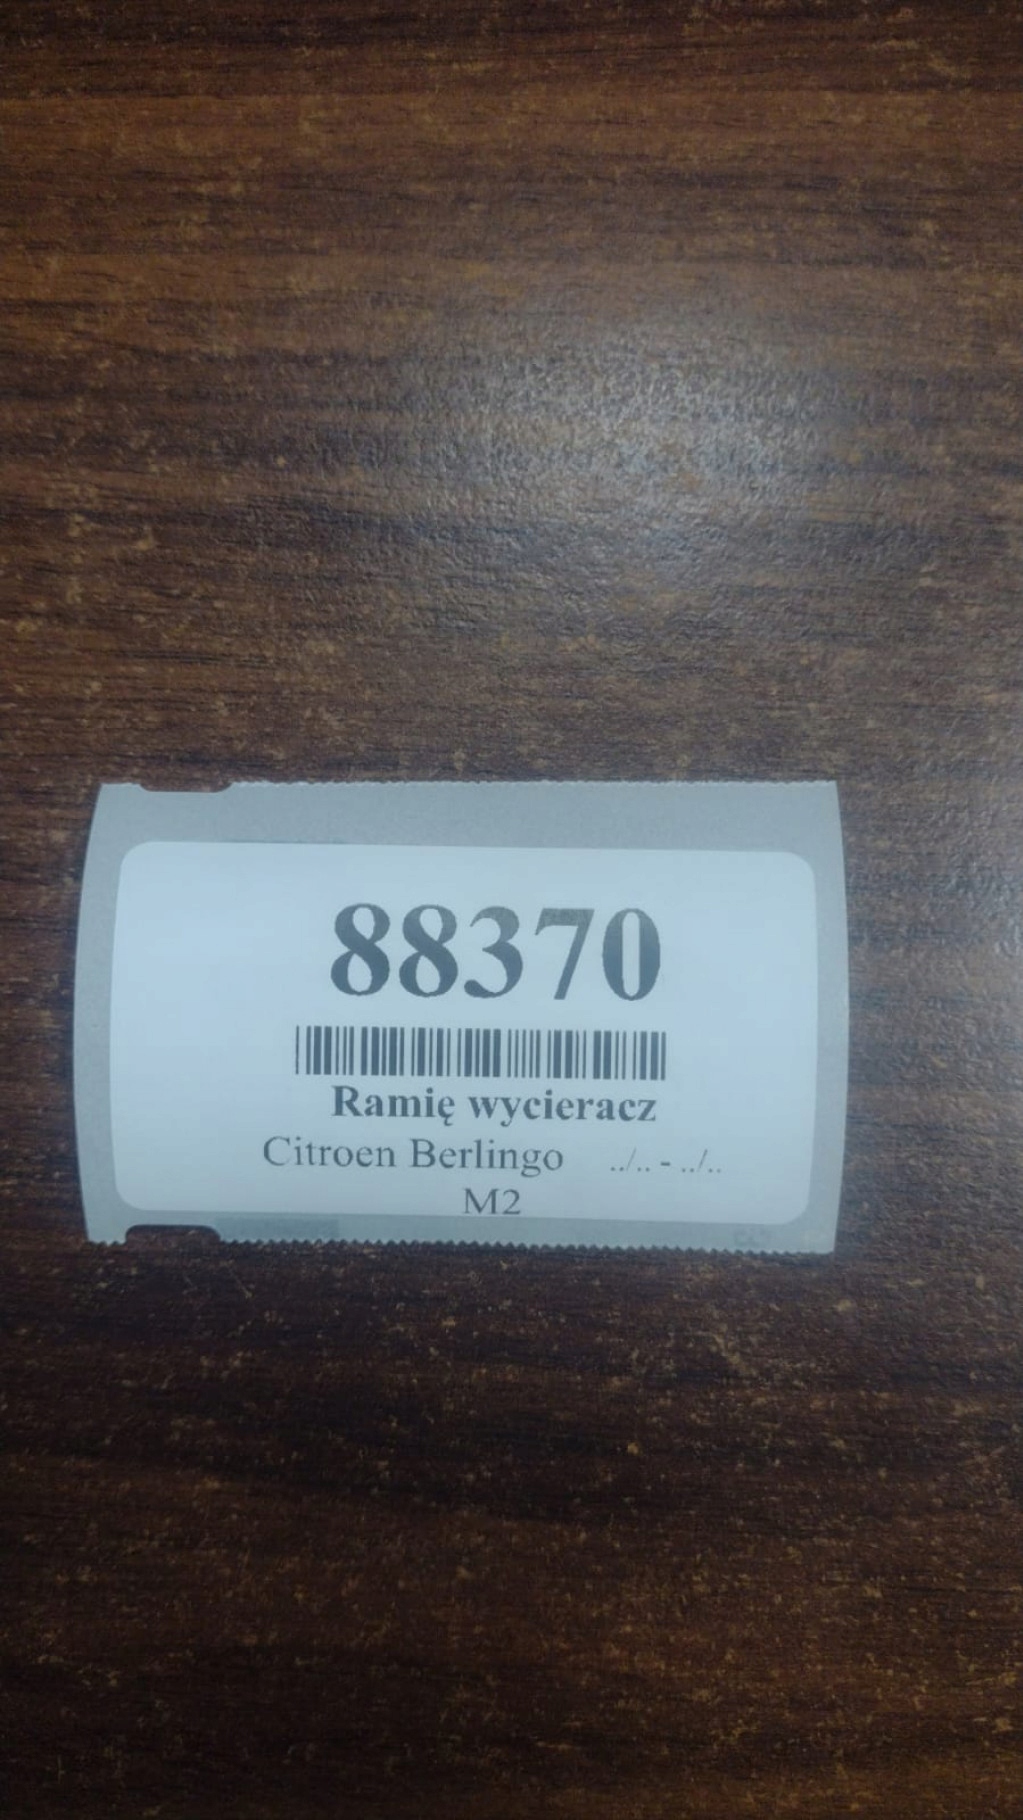 88370
Ramię wycieracz
Citroen Berlingo ../.. - ../..
M2